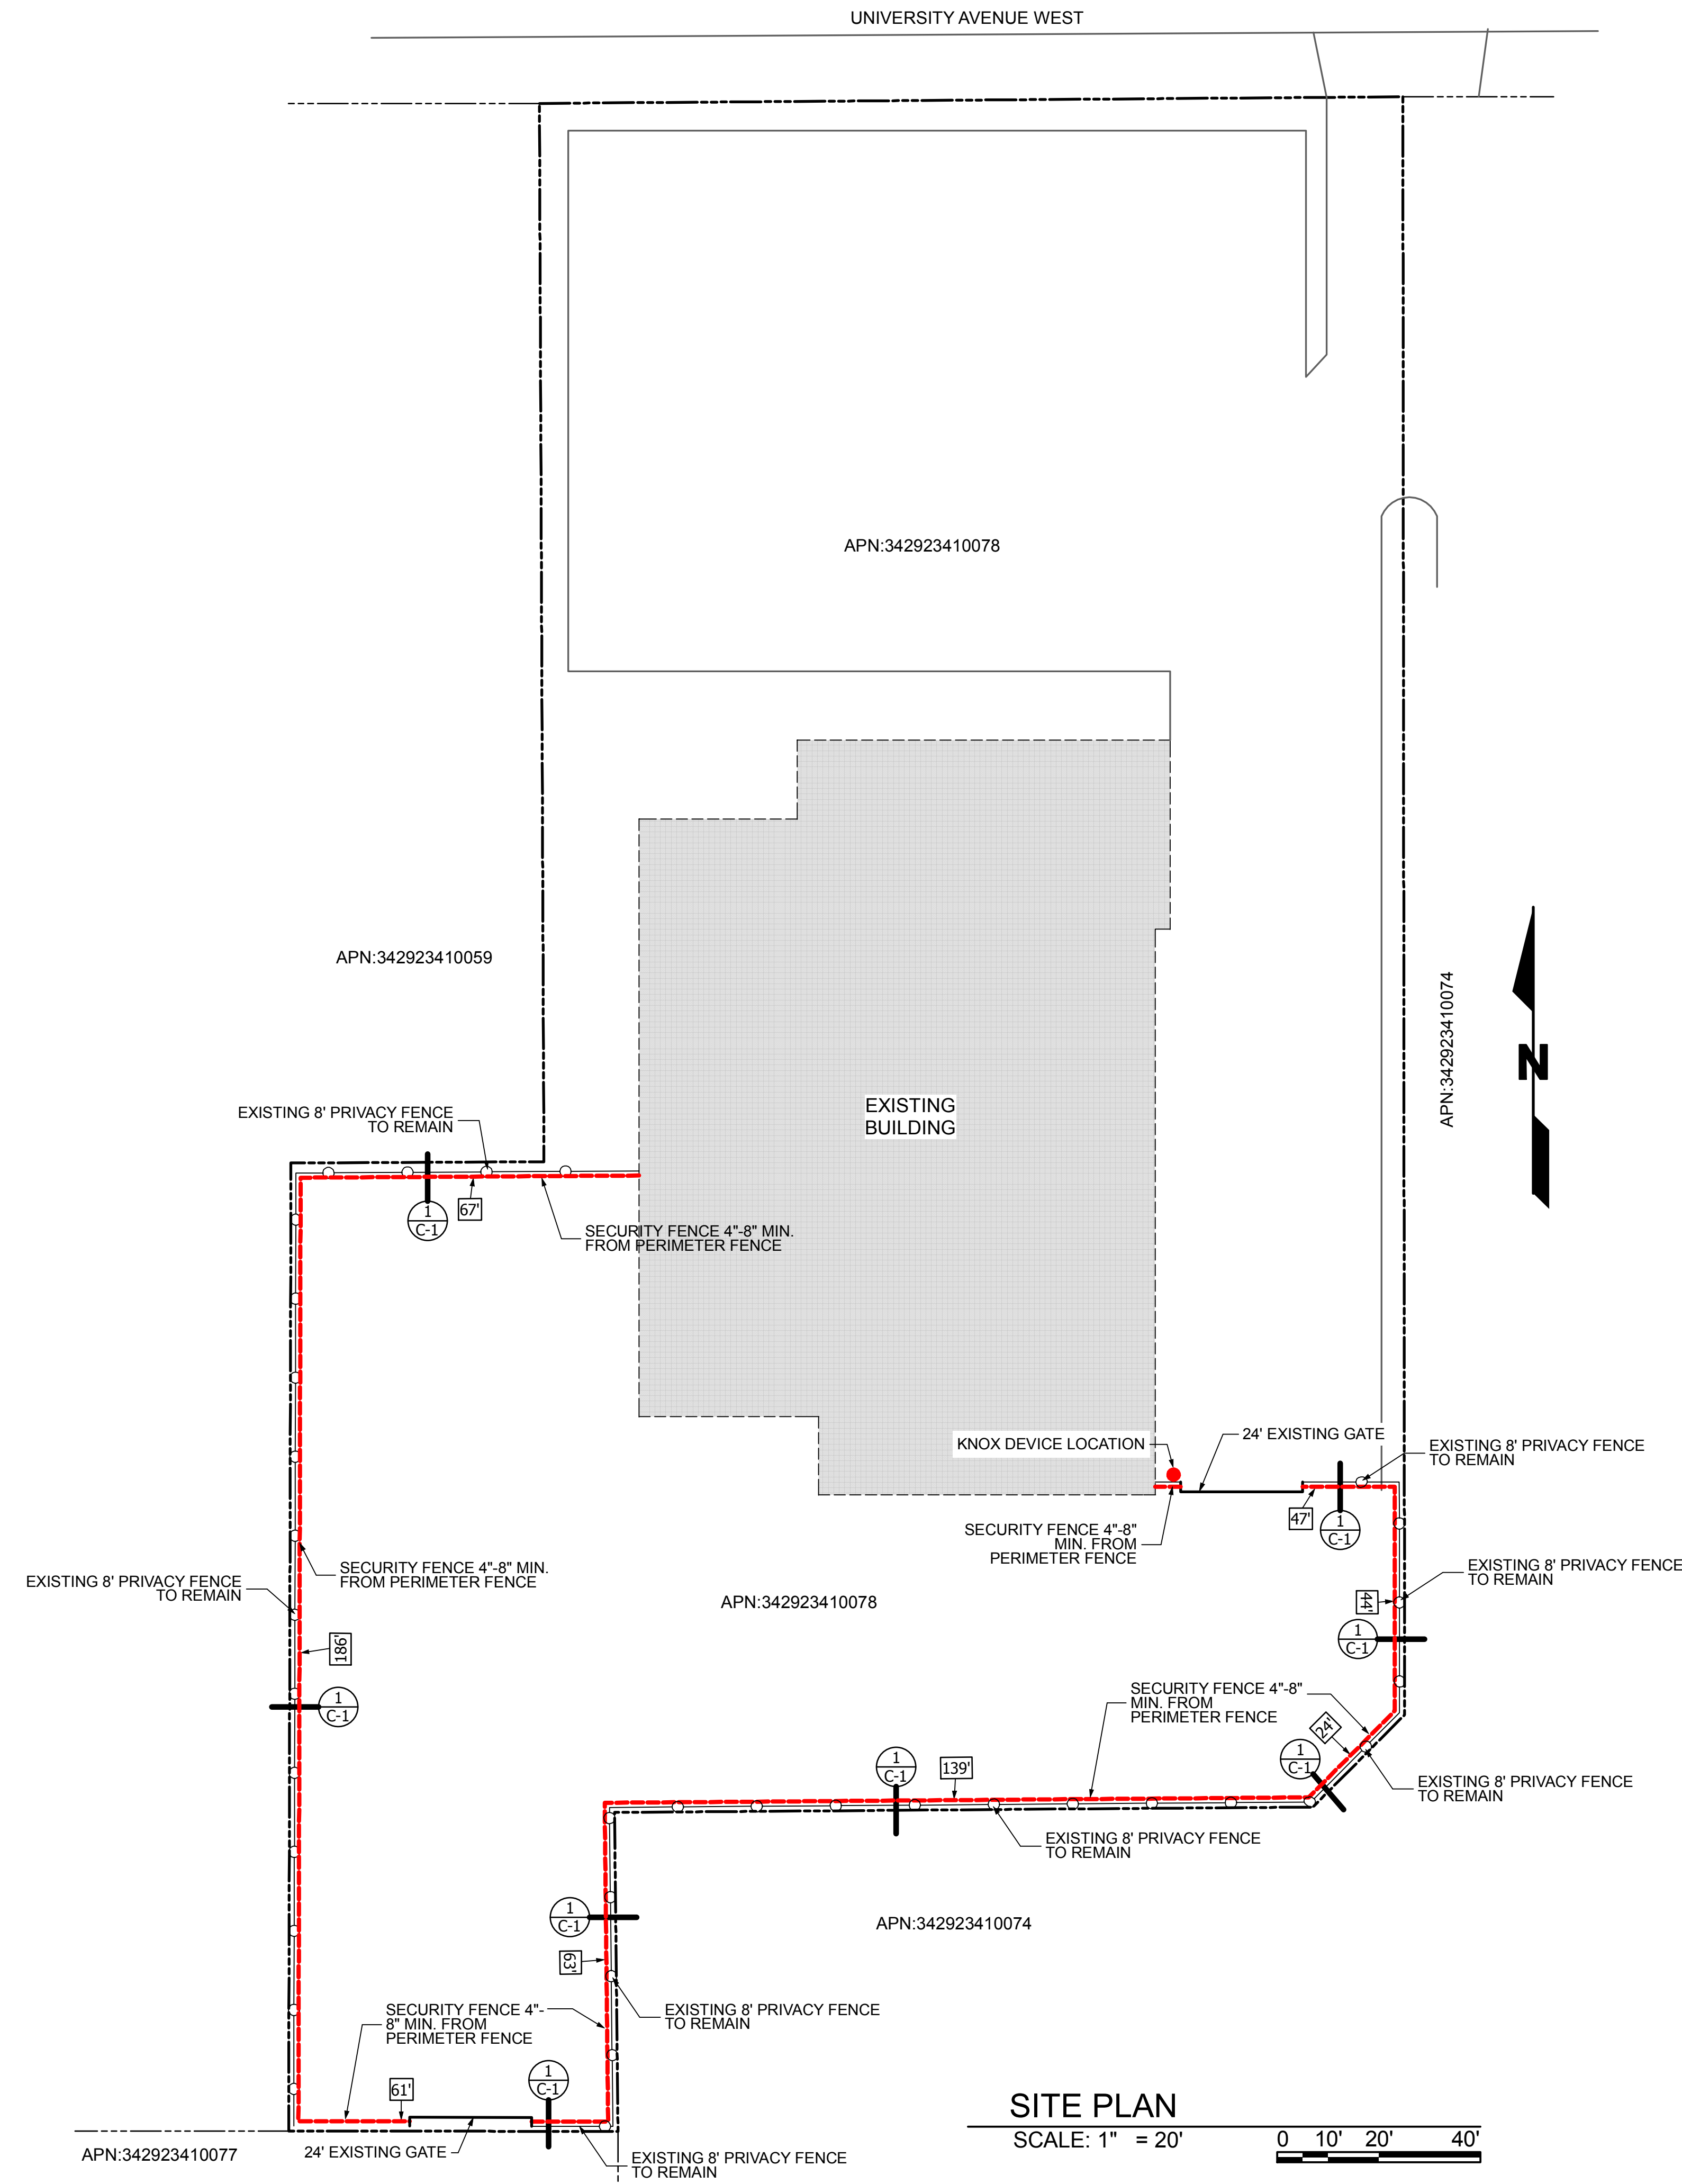 UNIVERSITY AVENUE WEST
APN:342923410078
APN:342923410059
APN:342923410074
N
EXISTING
BUILDING
EXISTING 8' PRIVACY FENCE
TO REMAIN
67'
1
C-1
SECURITY FENCE 4"-8" MIN.
FROM PERIMETER FENCE
KNOX DEVICE LOCATION
24' EXISTING GATE
EXISTING 8' PRIVACY FENCE
TO REMAIN
47'
1
C-1
SECURITY FENCE 4"-8"
MIN. FROM
PERIMETER FENCE
SECURITY FENCE 4"-8" MIN.
FROM PERIMETER FENCE
EXISTING 8' PRIVACY FENCE
TO REMAIN
EXISTING 8' PRIVACY FENCE
TO REMAIN
APN:342923410078
44'
1
C-1
186'
1
C-1
SECURITY FENCE 4"-8"
MIN. FROM
PERIMETER FENCE
24'
1
C-1
1
C-1
139'
EXISTING 8' PRIVACY FENCE
TO REMAIN
EXISTING 8' PRIVACY FENCE
TO REMAIN
1
C-1
APN:342923410074
63'
SECURITY FENCE 4"-
8" MIN. FROM
PERIMETER FENCE
EXISTING 8' PRIVACY FENCE
TO REMAIN
61'
1
C-1
APN:342923410077
24' EXISTING GATE
EXISTING 8' PRIVACY FENCE
TO REMAIN
SITE PLAN
SCALE: 1" = 20'
0 10' 20' 40'